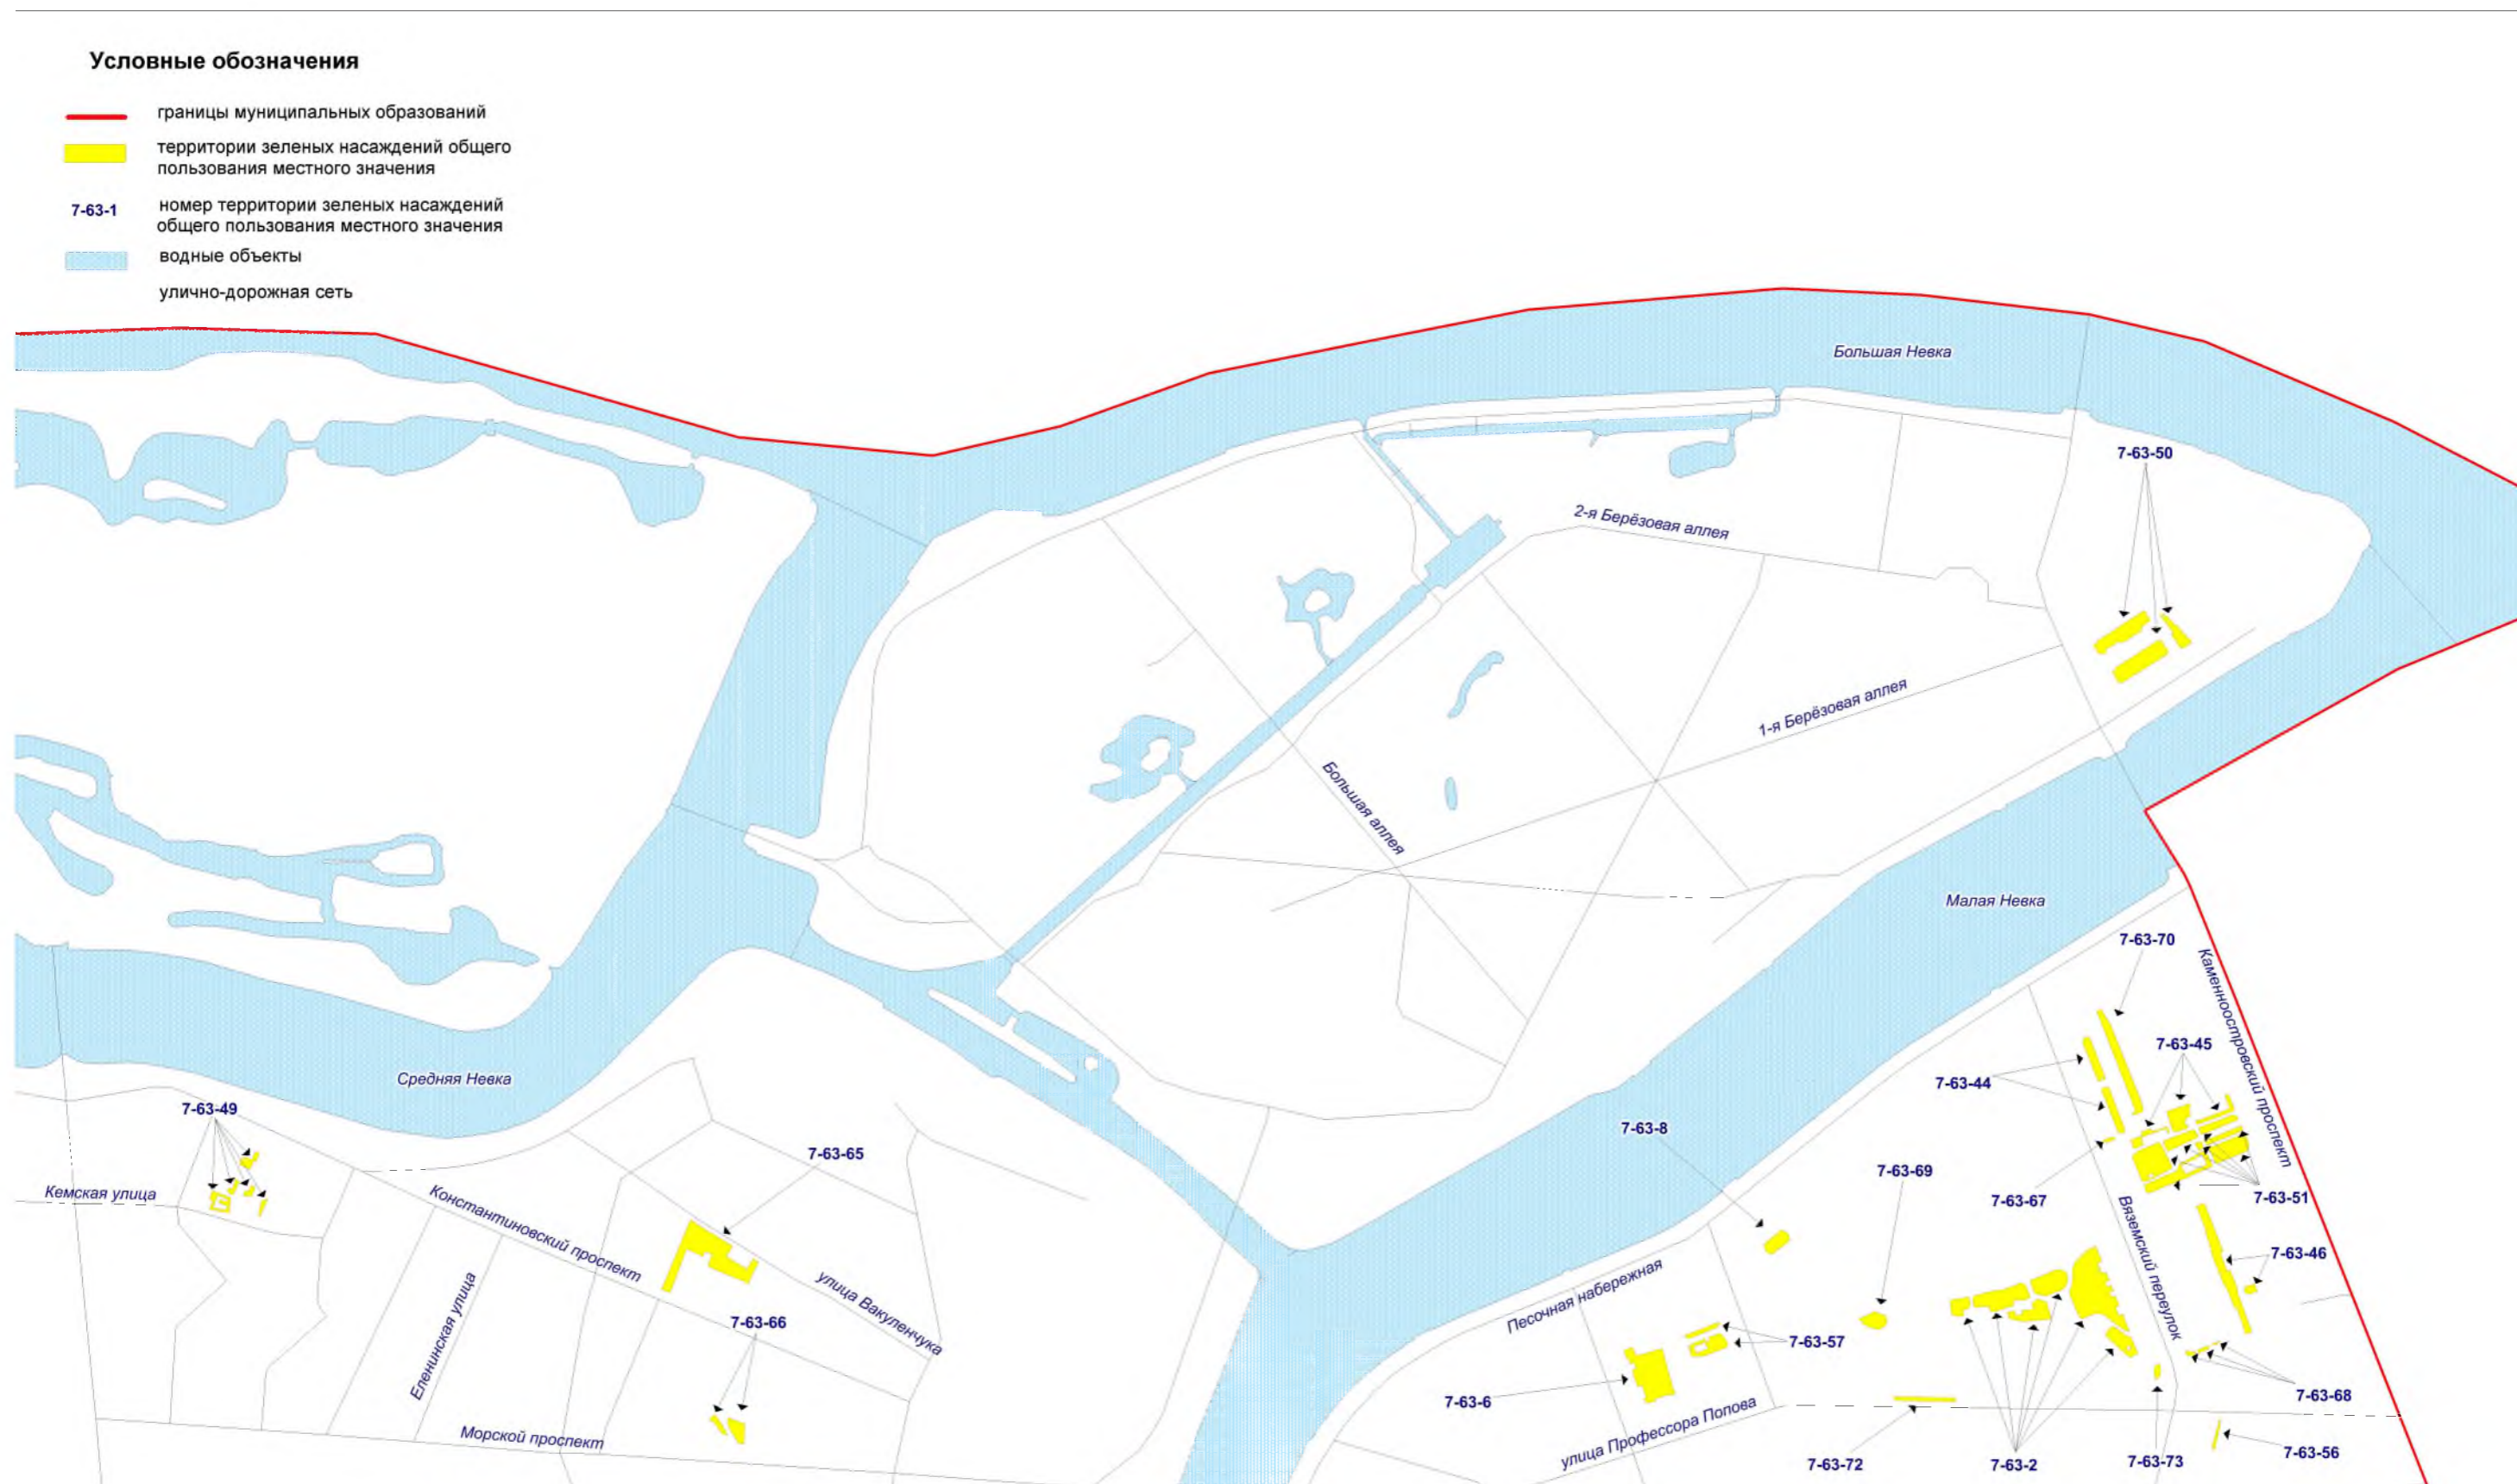 Условные обозначения
границы муниципальных образований
территории зеленых насаждений общего
пользования местного значения
7-63-1
номер территории зеленых насаждений
общего пользования местного значения
водные объекты
улично-дорожная сеть
Большая Невка
7-63-50
2-я Берёзовая аллея
1-я Берёзовая аллея
Большая аллея
Малая Невка
7-63-70
Каменноостровский проспект
7-63-45
Средняя Невка
7-63-44
7-63-49
7-63-8
7-63-65
7-63-69
Кемская улица
Константиновский проспект
7-63-67
7-63-51
Вяземский переулок
7-63-46
Песочная набережная
улица Вакуленчука
Еленинская улица
7-63-66
7-63-57
7-63-6
7-63-68
улица Профессора Попова
Морской проспект
7-63-72
7-63-2
7-63-73
7-63-56